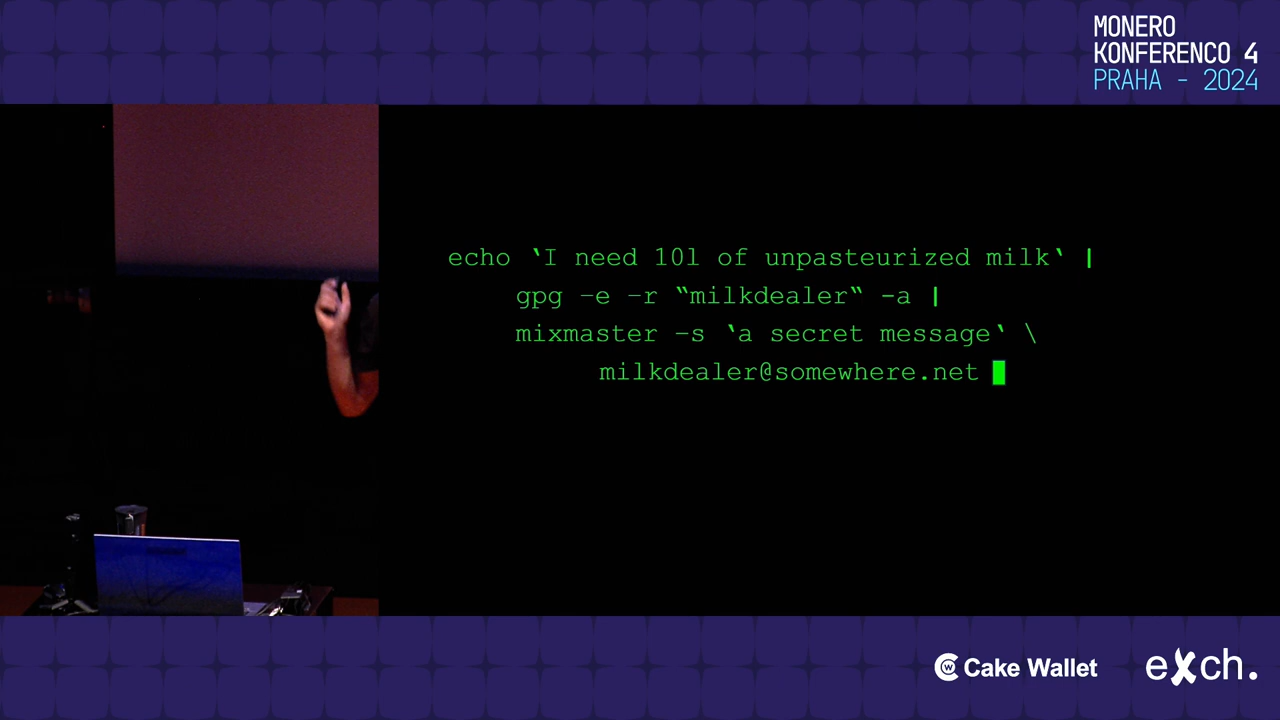 MONERO
KONFERENCO 4
PRAHA - 2024
echo ‛I need 10l of unpasteurized milk‛ |
gpg –e –r “milkdealer“ -a |
mixmaster –s ‛a secret message‛ \
milkdealer@somewhere.net
Cake Wallet
eXch.